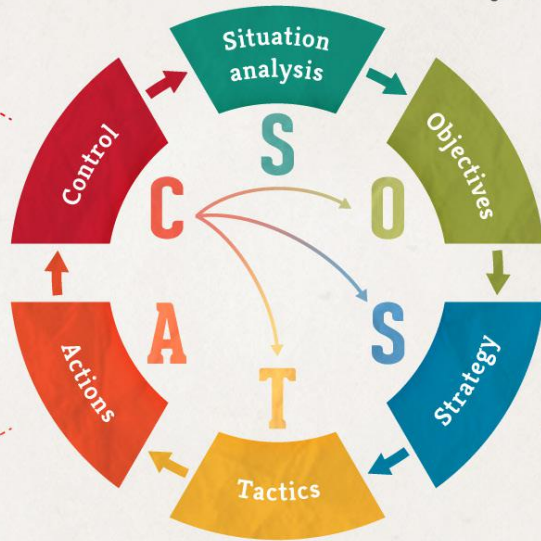 Situation
analysis
Objectives
Strategy
Tactics
Actions
Control
S
O
S
T
A
C